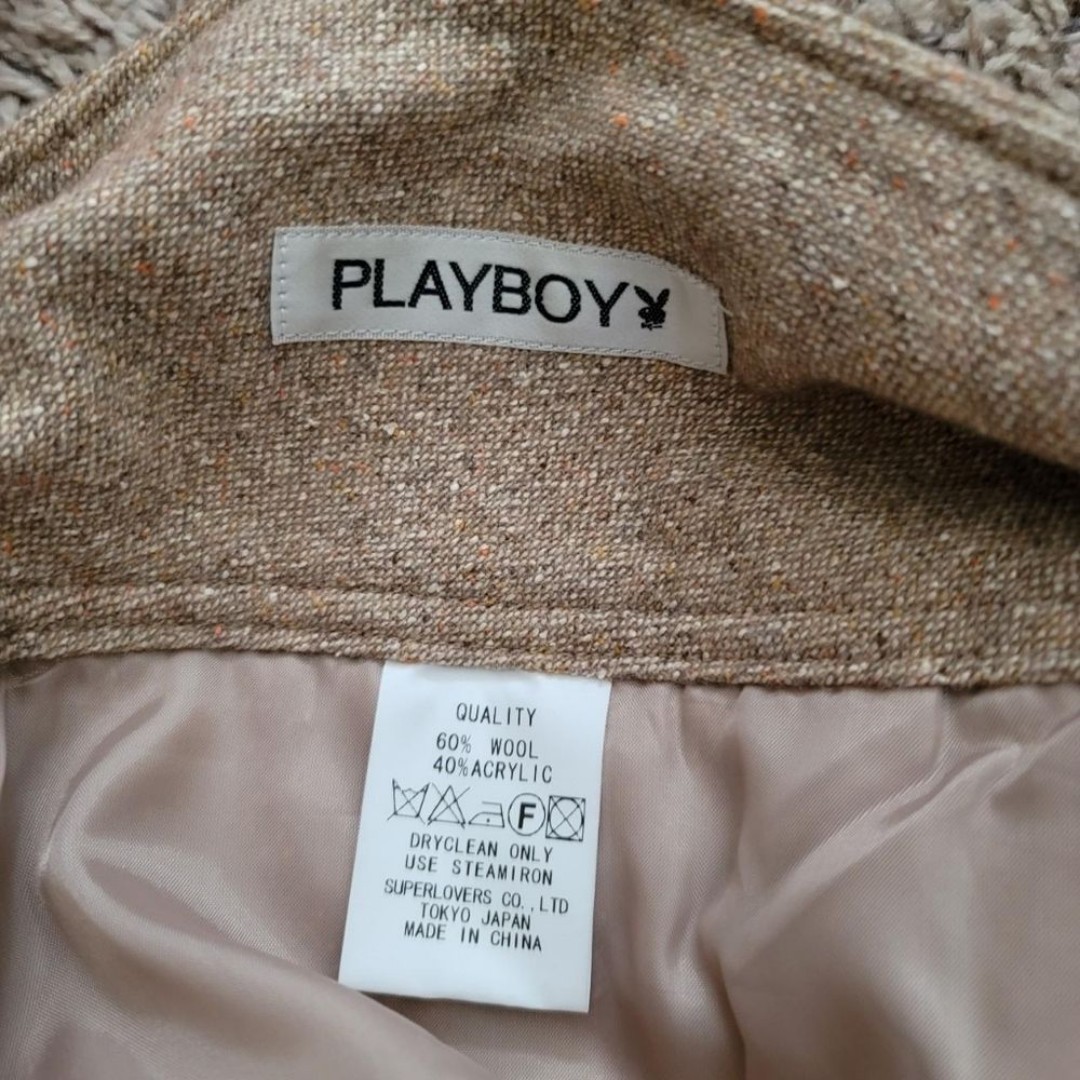 PLAYBOY
QUALITY
60% WOOL
40%ACRYLIC
F
DRYCLEAN ONLY
USE STEAMIRON
SUPERLOVERS CO.,LTD
TOKYO JAPAN
MADE IN CHINA